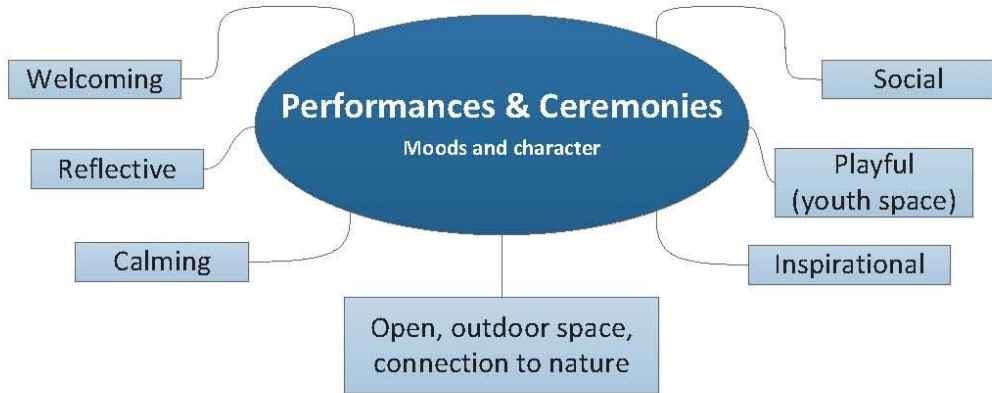 Performances & Ceremonies
Moods and character
Welcoming
Reflective
Calming
Open, outdoor space,
connection to nature
Social
Playful
(youth space)
Inspirational